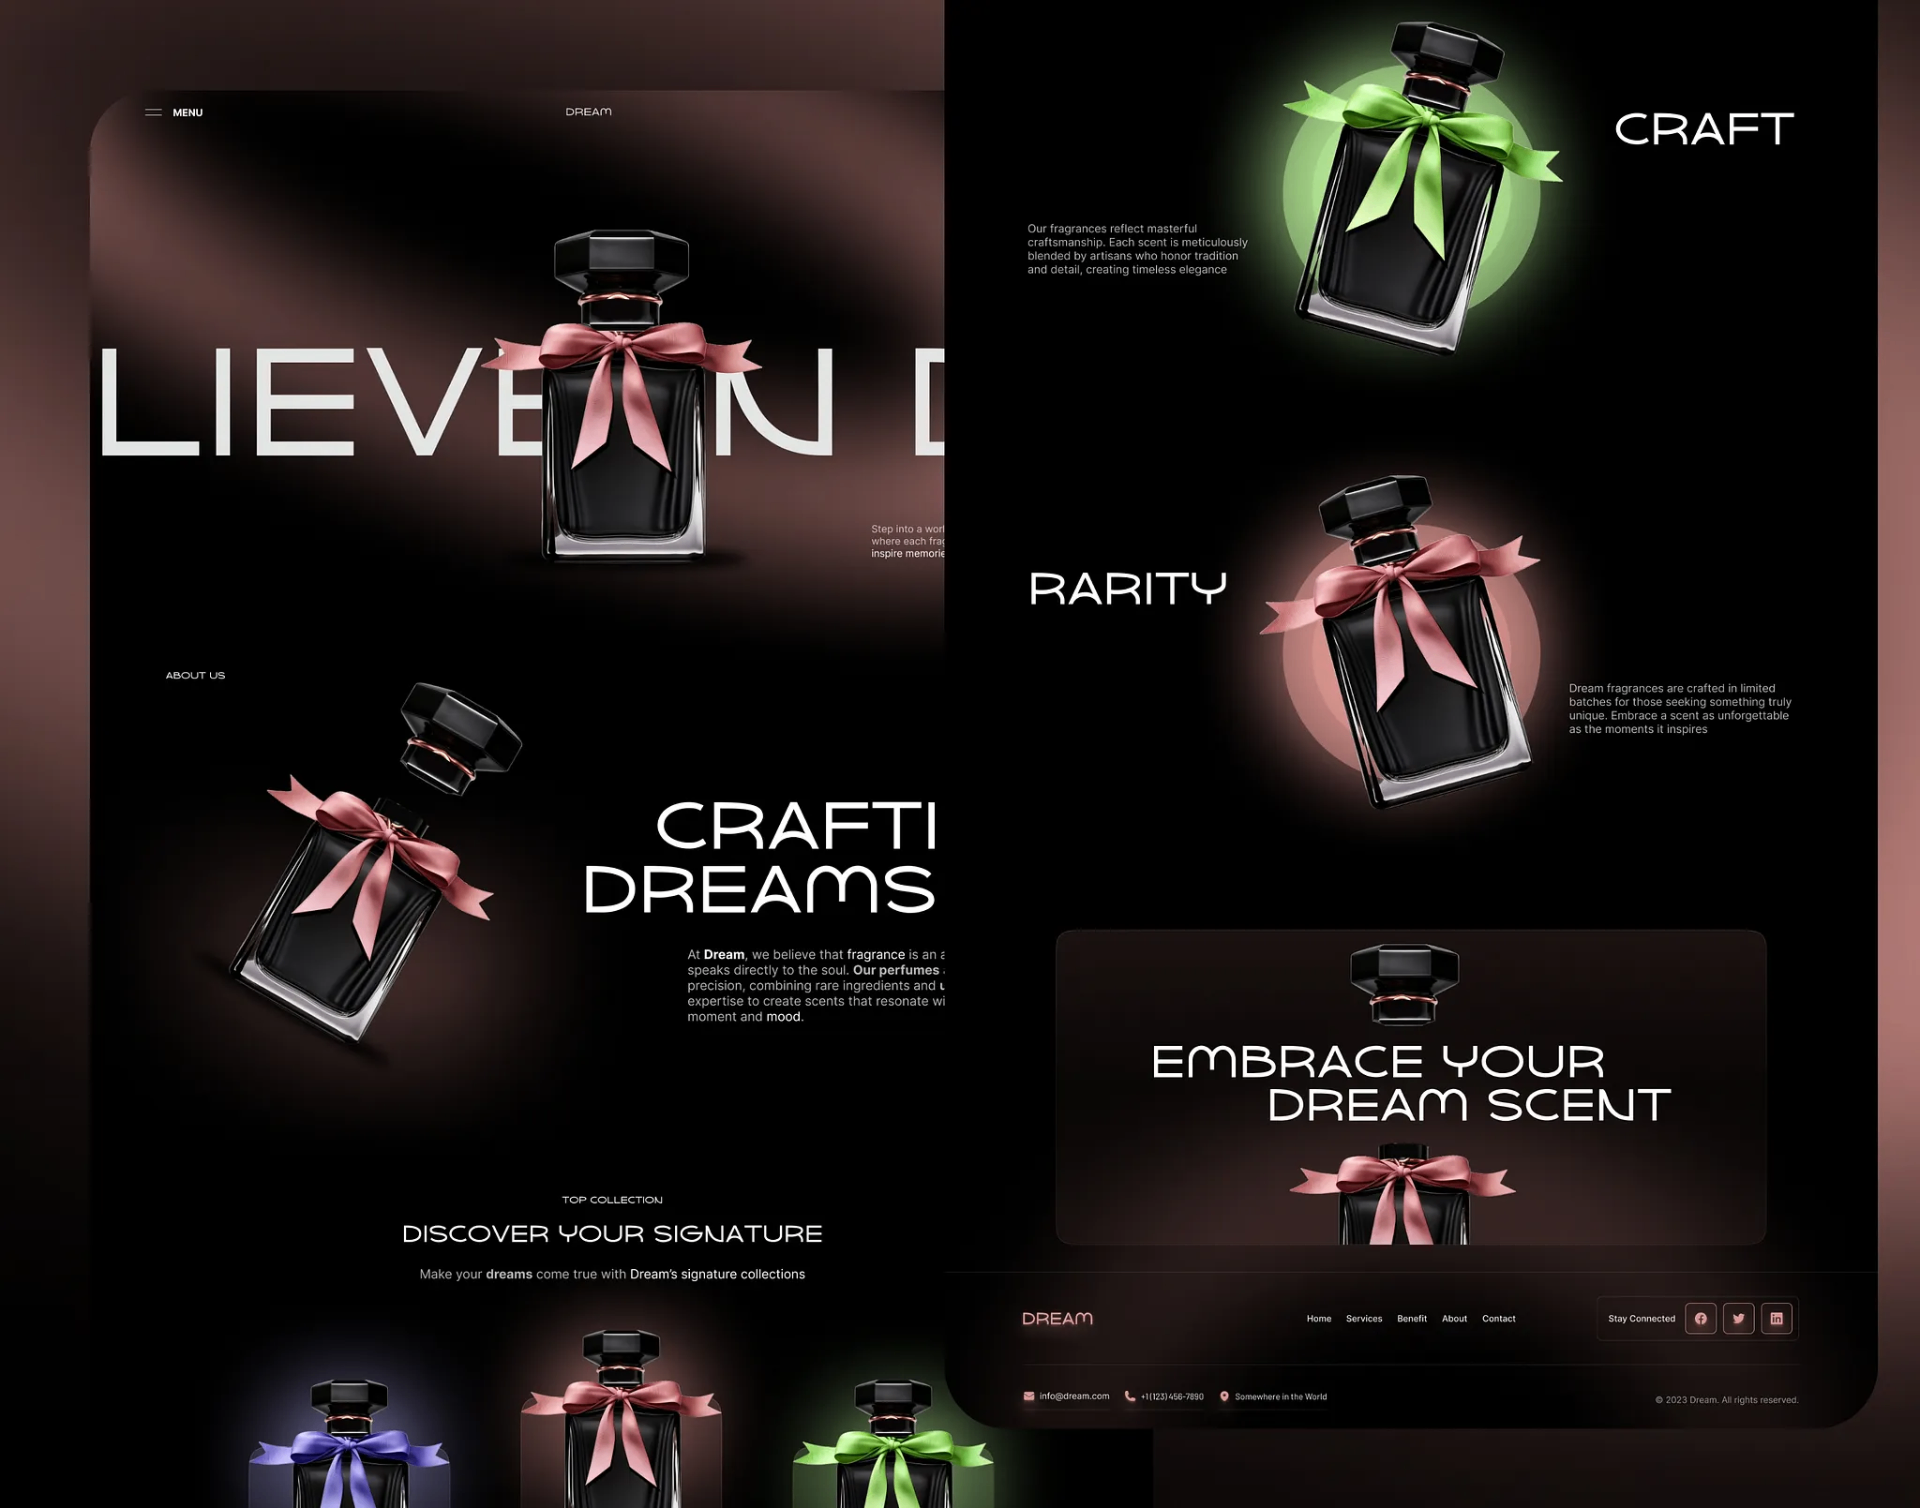 MENU
DREAM
LIEVE IN D
Step into a worl
where each frag
inspire memorie
ABOUT US
CRAFTI
DREAMS
At Dream, we believe that fragrance is an a
speaks directly to the soul. Our perfumes
precision, combining rare ingredients and u
expertise to create scents that resonate wi
moment and mood.
TOP COLLECTION
DISCOVER YOUR SIGNATURE
Make your dreams come true with Dream's signature collections
CRAFT
Our fragrances reflect masterful
craftsmanship. Each scent is meticulously
blended by artisans who honor tradition
and detail, creating timeless elegance
RARITY
Dream fragrances are crafted in limited
batches for those seeking something truly
unique. Embrace a scent as unforgettable
as the moments it inspires
EMBRACE YOUR
DREAM SCENT
DREAM
Home Services Benefit About Contact
Stay Connected
info@dream.com +1 (123) 456-7890 Somewhere in the World
© 2023 Dream. All rights reserved.